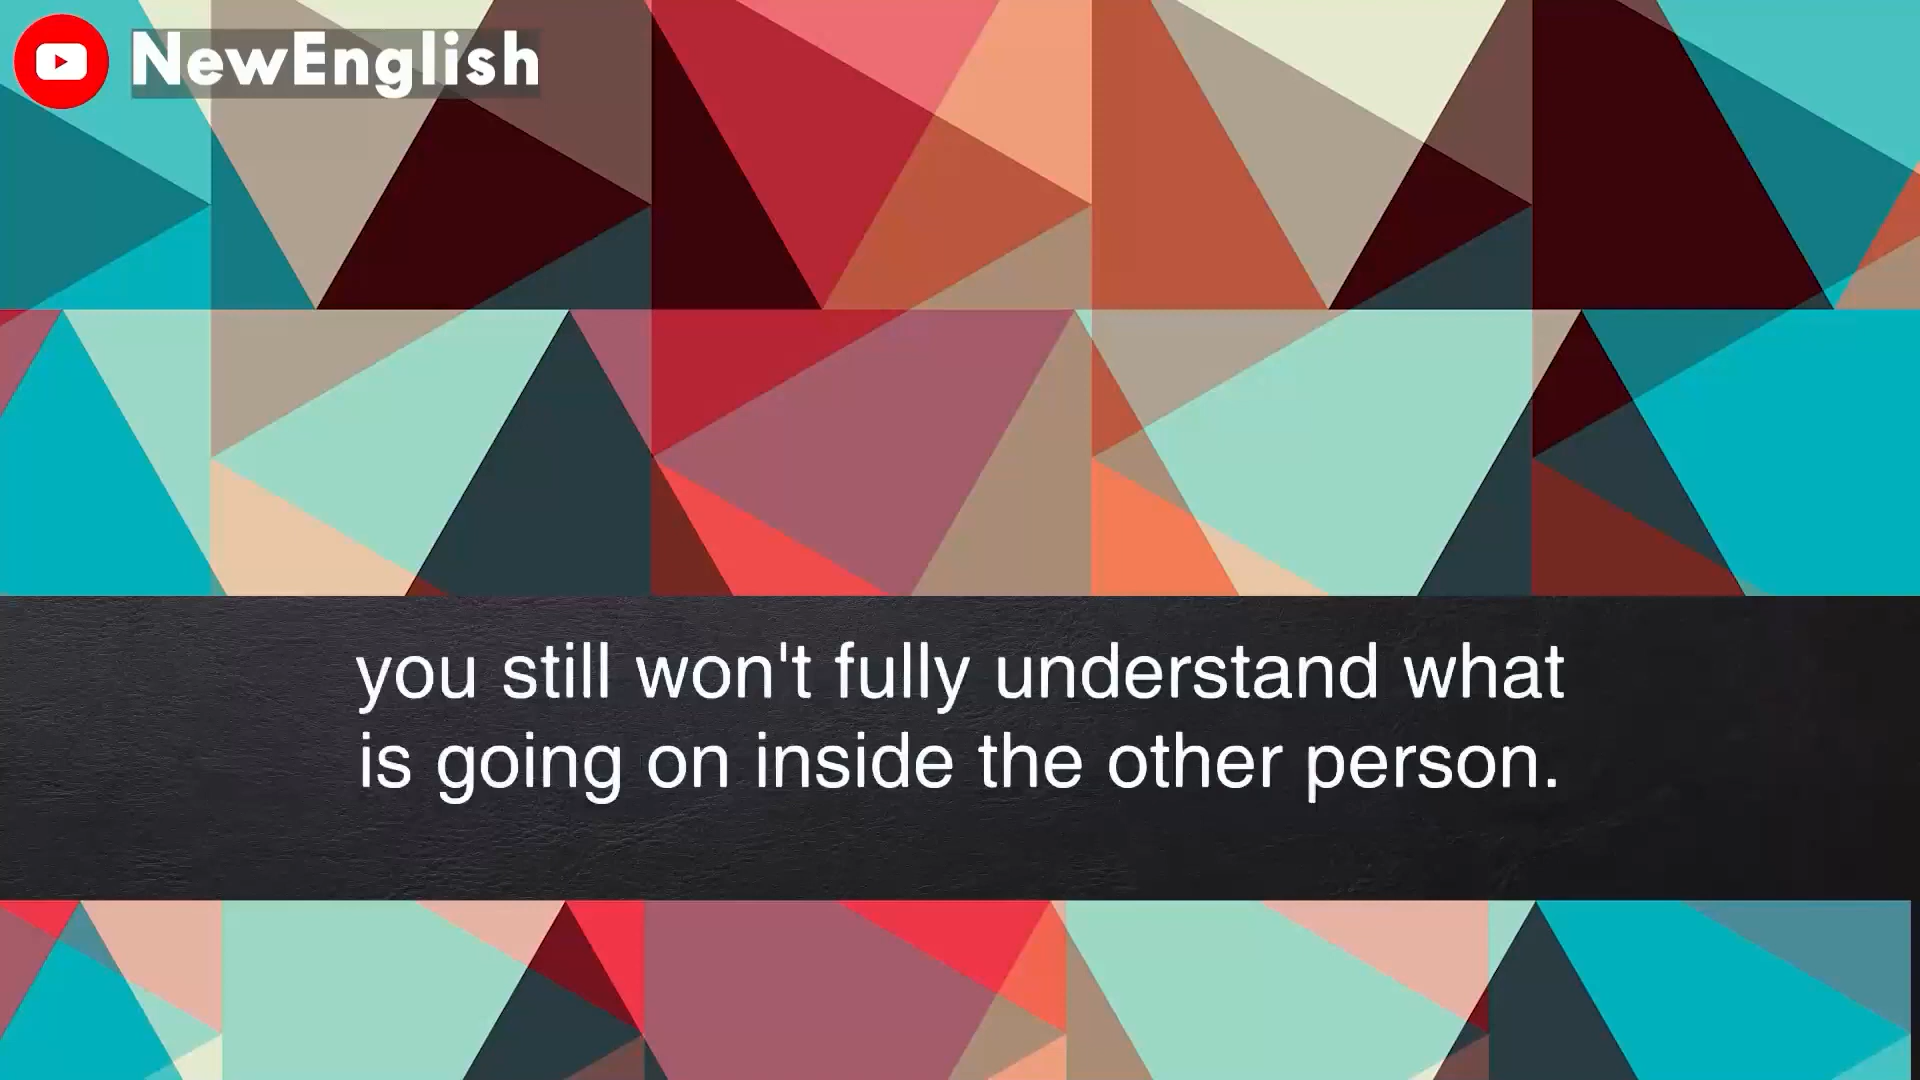 NewEnglish
you still won't fully understand what
is going on inside the other person.